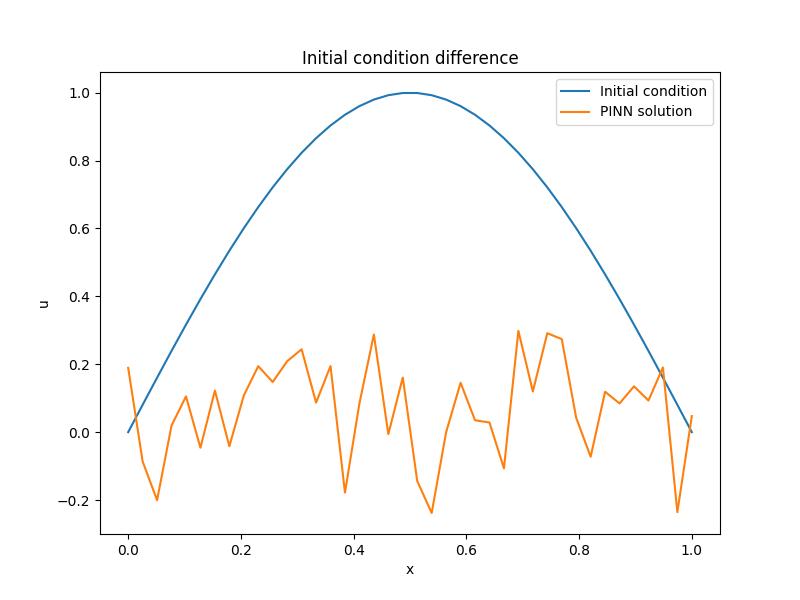 Initial condition difference
Initial condition
PINN solution
1.0
0.8
0.6
0.4
0.2
0.0
−0.2
u
0.0 0.2 0.4 0.6 0.8 1.0
x